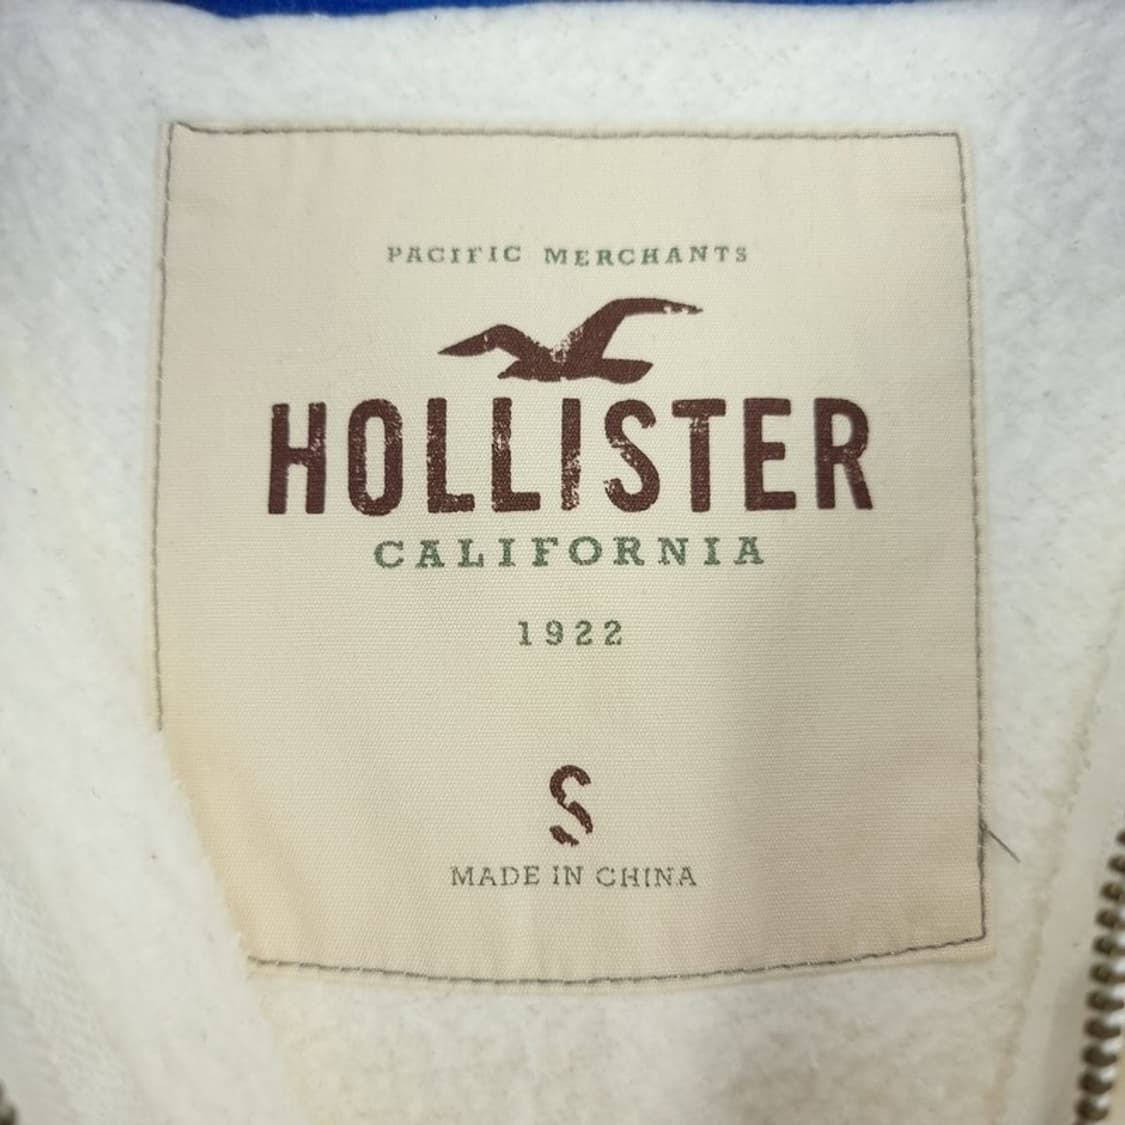 PACIFIC MERCHANTS
HOLLISTER
CALIFORNIA
1922
S
MADE IN CHINA